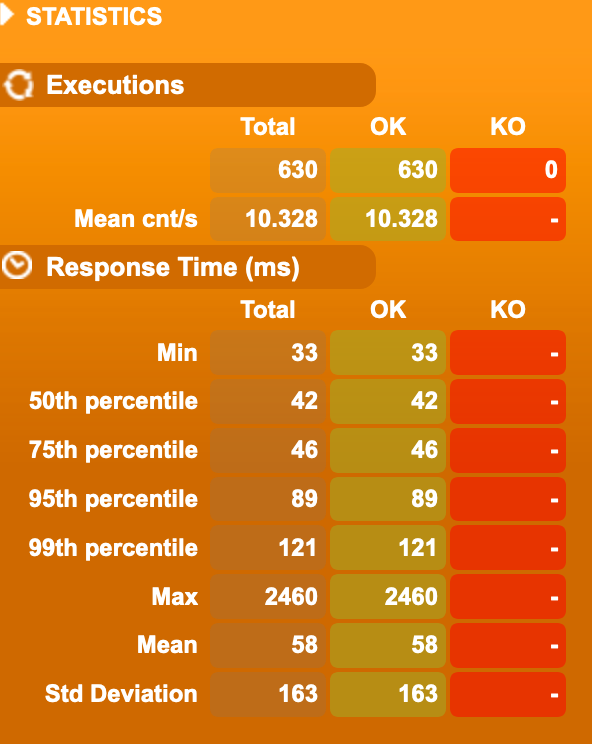 STATISTICS
Executions
Total OK KO
630 630 0
Mean cnt/s 10.328 10.328 -
Response Time (ms)
Total OK KO
Min 33 33 -
50th percentile 42 42 -
75th percentile 46 46 -
95th percentile 89 89 -
99th percentile 121 121 -
Max 2460 2460 -
Mean 58 58 -
Std Deviation 163 163 -